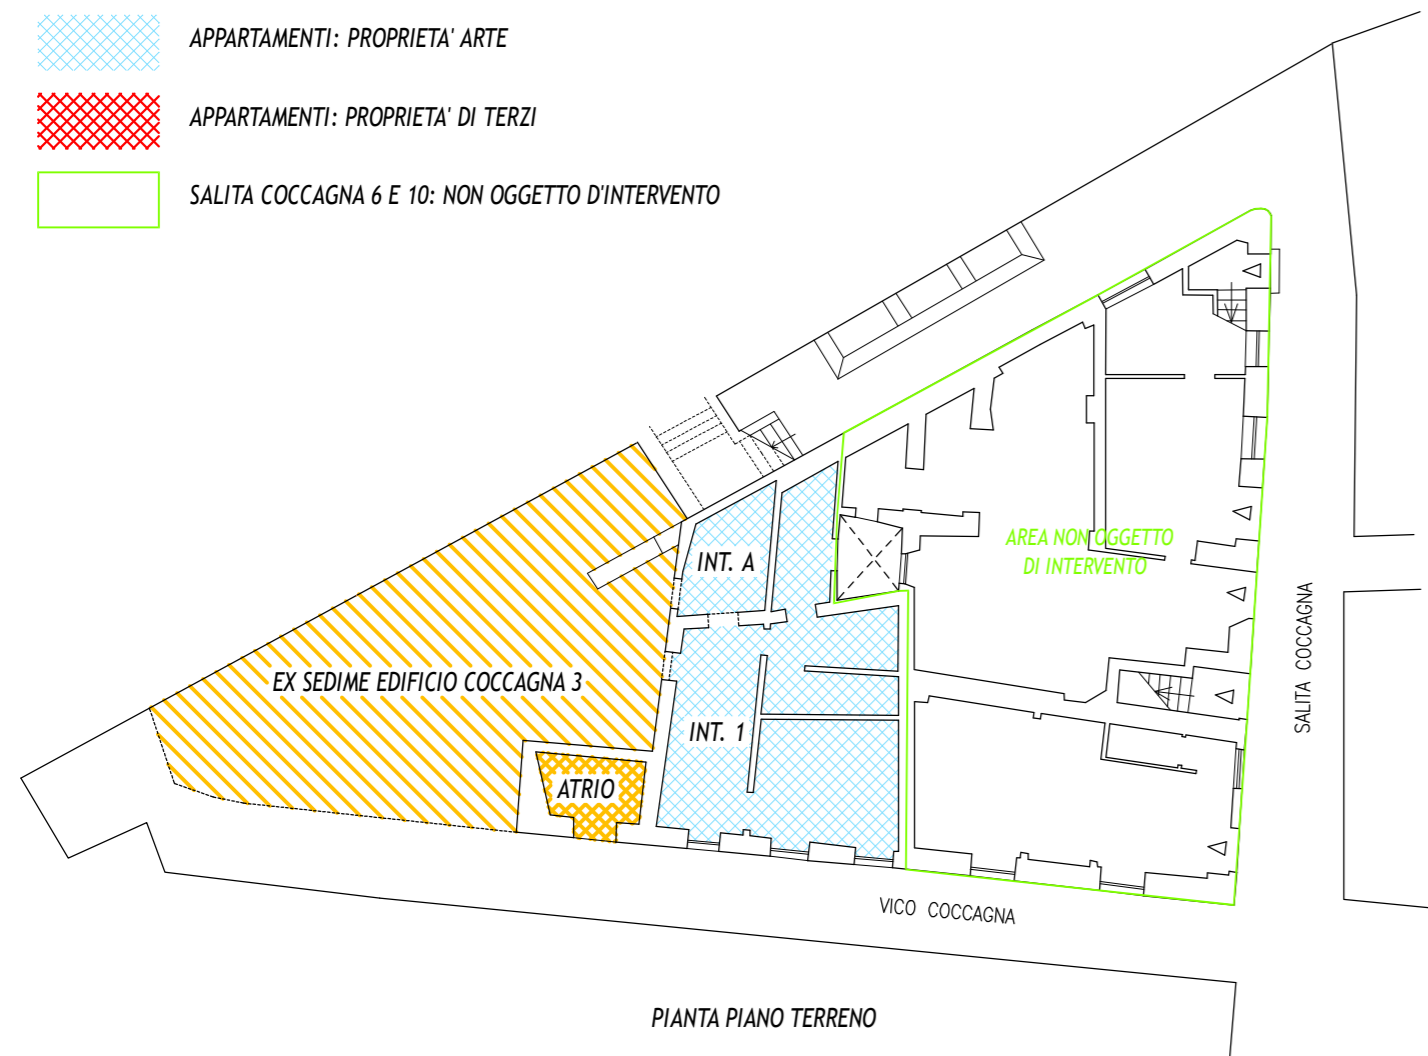 APPARTAMENTI: PROPRIETA' ARTE
APPARTAMENTI: PROPRIETA' DI TERZI
SALITA COCCAGNA 6 E 10: NON OGGETTO D'INTERVENTO
AREA NON OGGETTO
DI INTERVENTO
INT. A
SALITA COCCAGNA
EX SEDIME EDIFICIO COCCAGNA 3
INT. 1
ATRIO
VICO COCCAGNA
PIANTA PIANO TERRENO